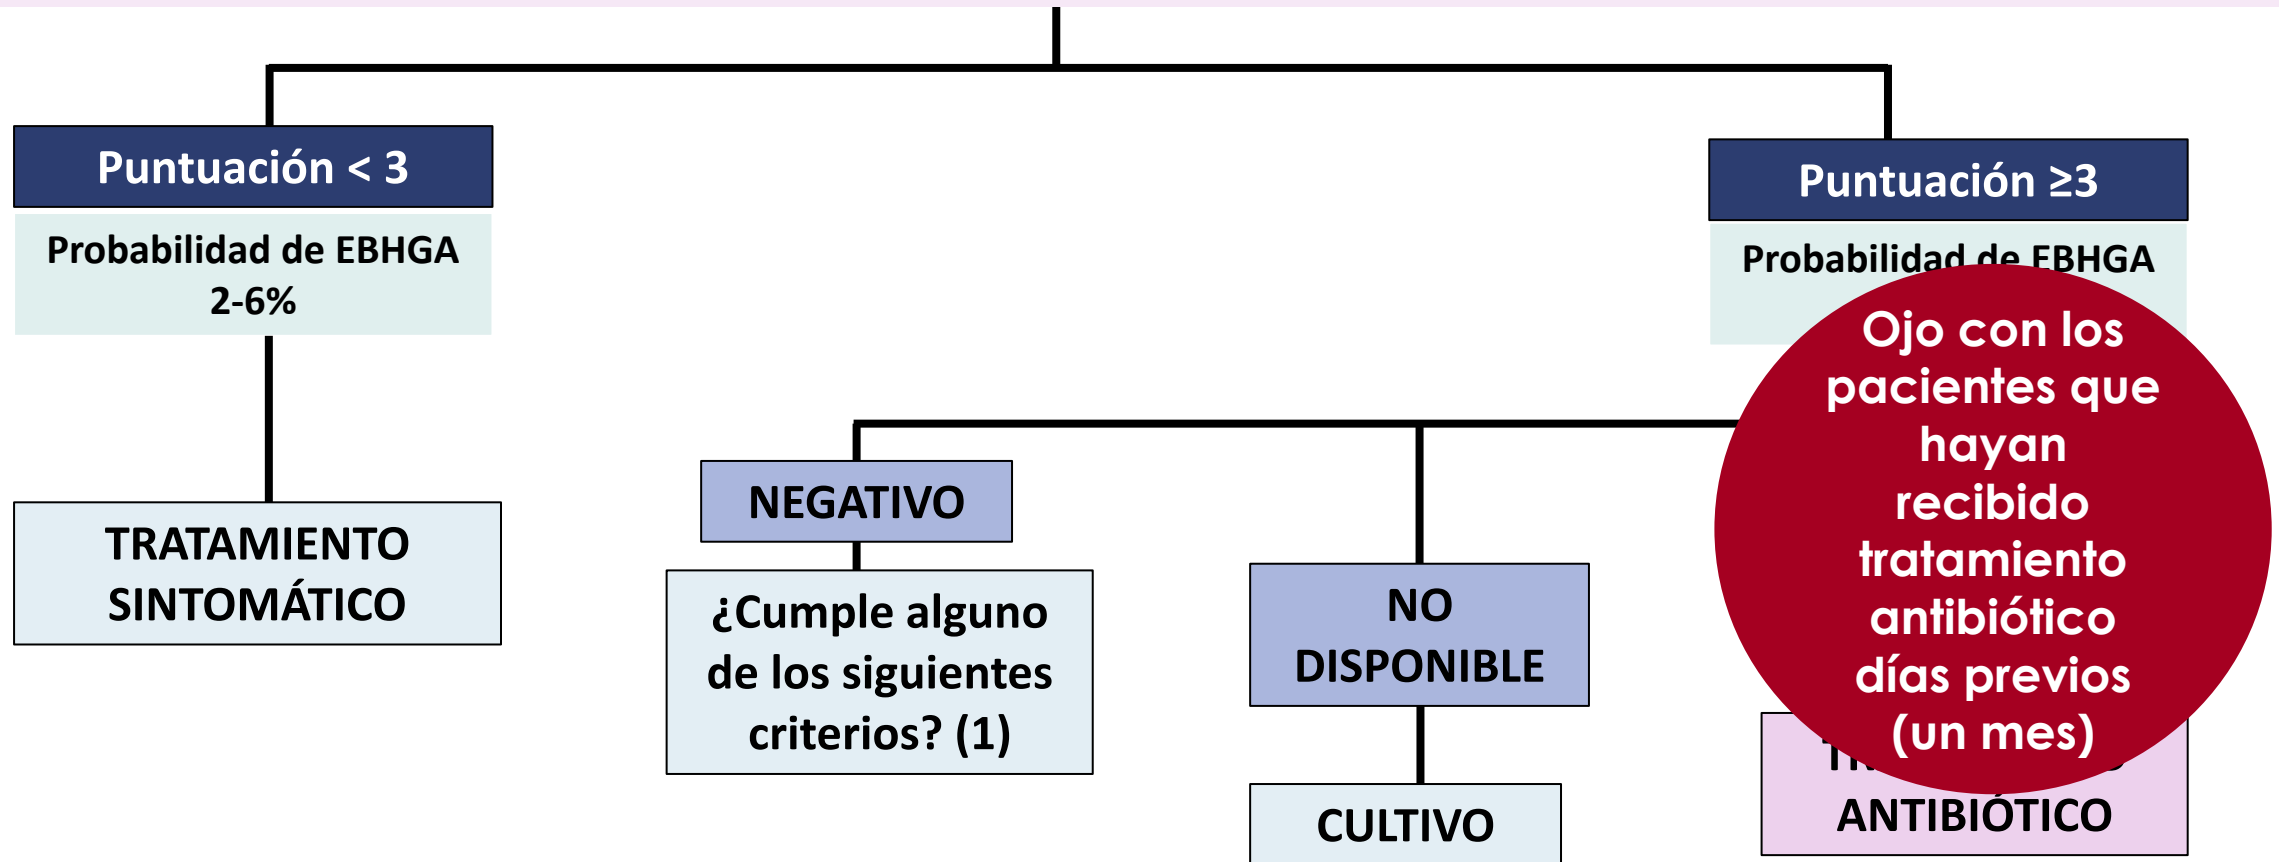 Puntuación < 3
Probabilidad de EBHGA
2-6%
TRATAMIENTO
SINTOMÁTICO
Puntuación ≥3
Probabilidad de EBHGA
Ojo con los
pacientes que
hayan
recibido
tratamiento
antibiótico
días previos
(un mes)
NEGATIVO
¿Cumple alguno
de los siguientes
criterios? (1)
NO
DISPONIBLE
CULTIVO
ANTIBIÓTICO